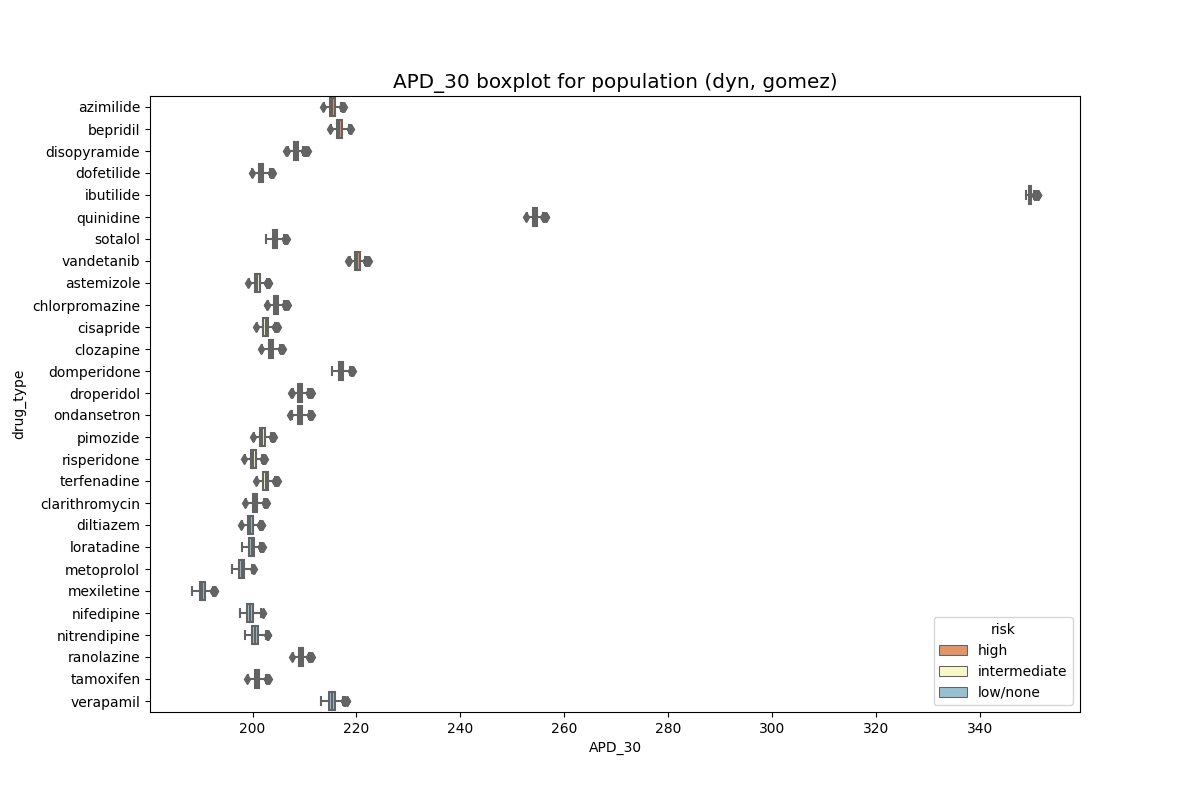 APD_30 boxplot for population (dyn, gomez)
azimilide
bepridil
disopyramide
dofetilide
ibutilide
quinidine
sotalol
vandetanib
astemizole
chlorpromazine
cisapride
clozapine
domperidone
droperidol
ondansetron
pimozide
risperidone
terfenadine
clarithromycin
diltiazem
loratadine
metoprolol
mexiletine
nifedipine
nitrendipine
ranolazine
tamoxifen
verapamil
drug_type
risk
high
intermediate
low/none
200 220 240 260 280 300 320 340
APD_30